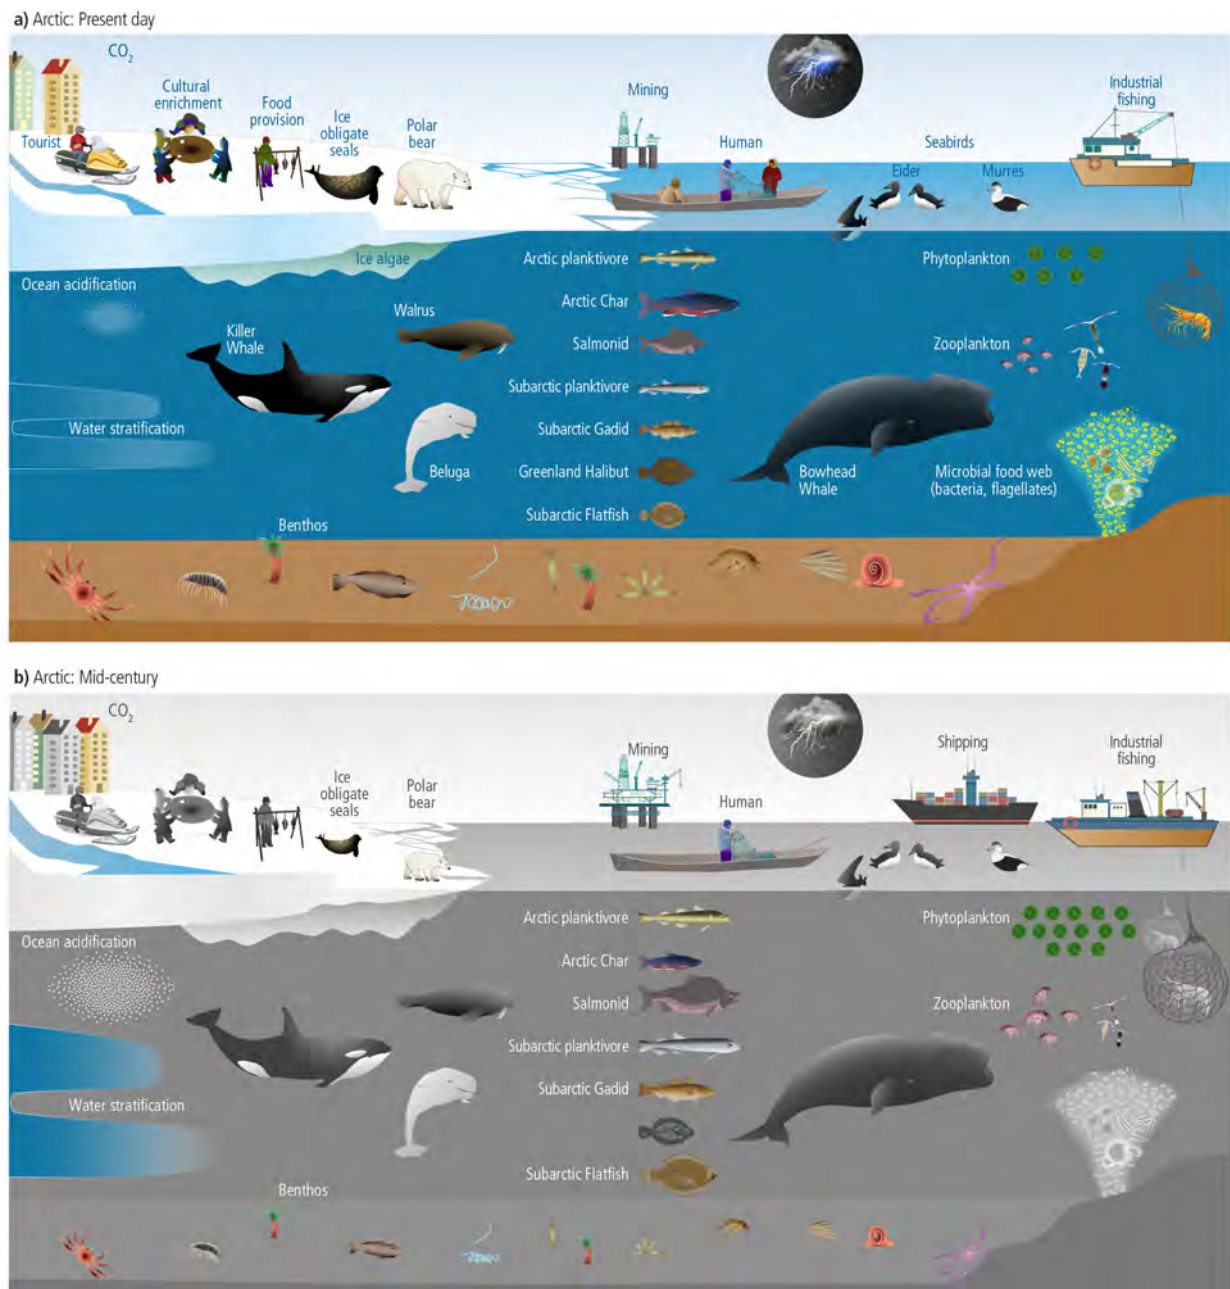 a) Arctic: Present day
CO2
Cultural
enrichment
Food
provision
Ice
obligate
seals
Polar
bear
Tourist
Mining
Human
Seabirds
Eider
Murres
Industrial
fishing
Ice algae
Ocean acidification
Killer
Whale
Walrus
Water stratification
Beluga
Benthos
Arctic planktivore
Arctic Char
Salmonid
Subarctic planktivore
Subarctic Gadid
Greenland Halibut
Subarctic Flatfish
Bowhead
Whale
Phytoplankton
Zooplankton
Microbial food web
(bacteria, flagellates)
b) Arctic: Mid-century
CO2
Ice
obligate
seals
Polar
bear
Mining
Human
Shipping
Industrial
fishing
Ocean acidification
Water stratification
Benthos
Arctic planktivore
Arctic Char
Salmonid
Subarctic planktivore
Subarctic Gadid
Subarctic Flatfish
Phytoplankton
Zooplankton